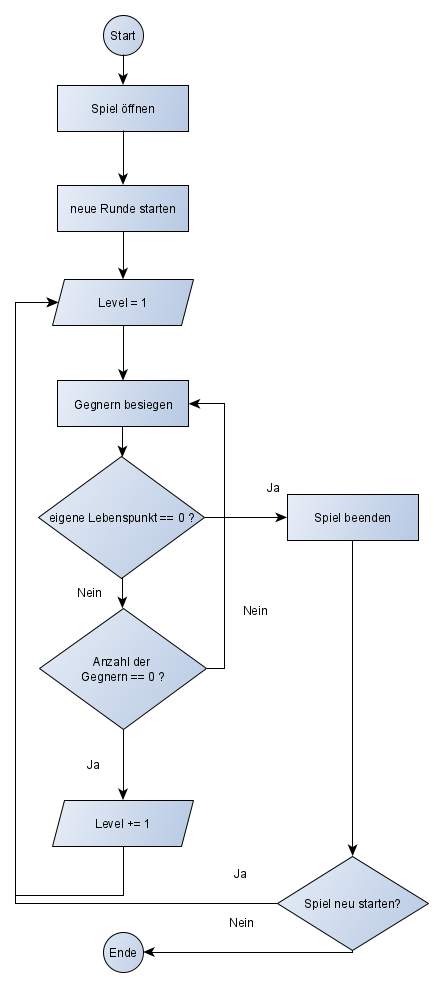 Start
Spiel öffnen
neue Runde starten
Level = 1
Gegnern besiegen
eigene Lebenspunkt == 0 ?
Ja
Spiel beenden
Nein
Nein
Anzahl der
Gegnern == 0 ?
Ja
Level += 1
Ja
Spiel neu starten?
Nein
Ende